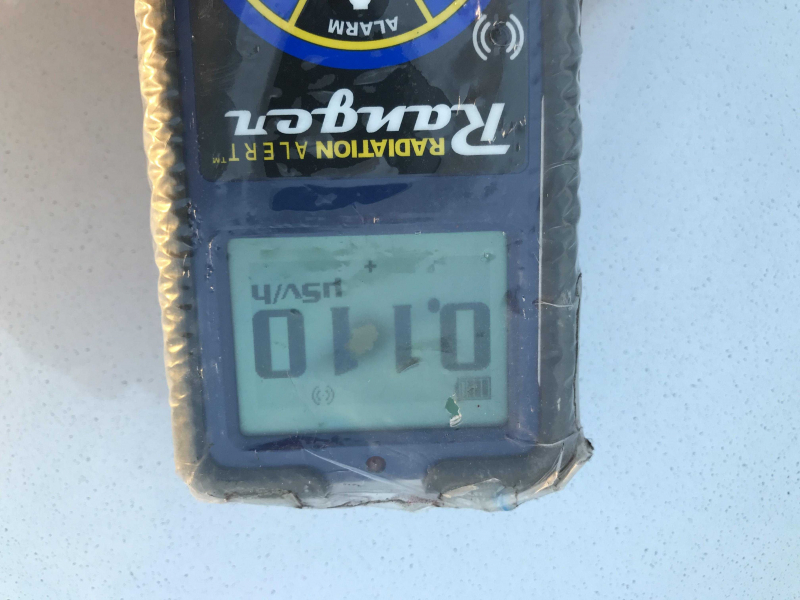 0.110
µSv/h
RADIATION ALERT™
Ranger
ALARM